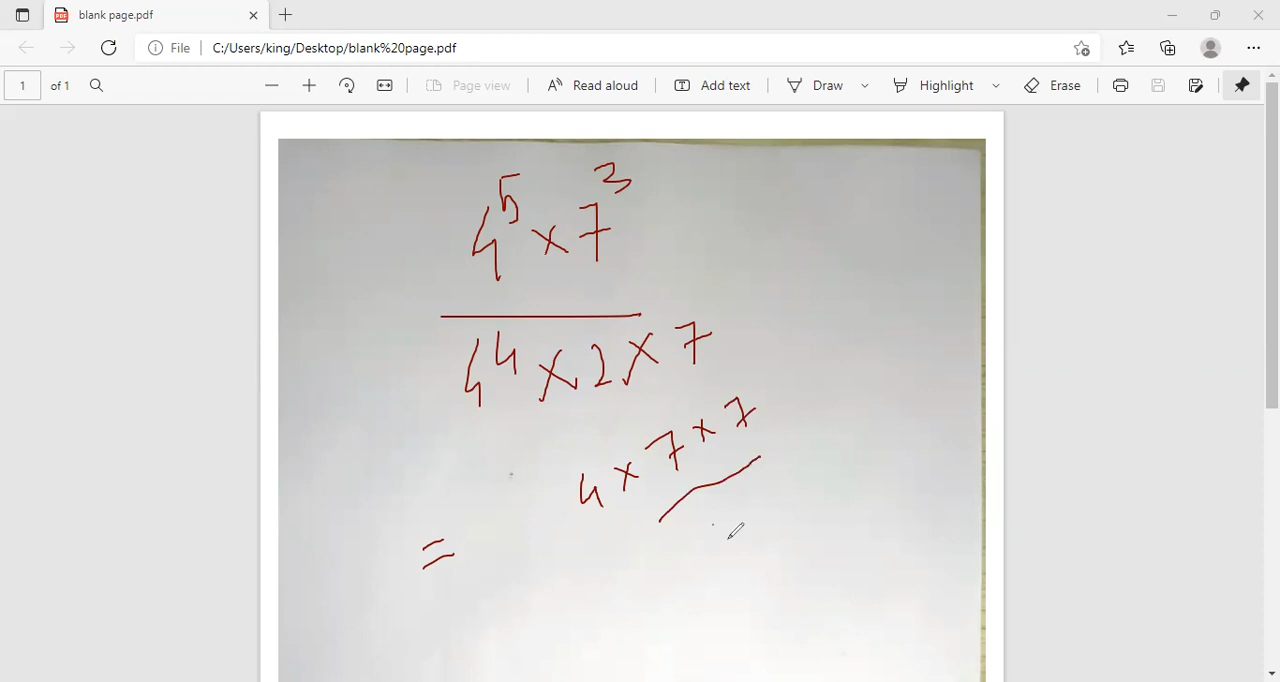 blank page.pdf
File C:/Users/king/Desktop/blank%20page.pdf
1 of 1 Page view Read aloud Add text Draw Highlight Erase
4⁵ × 7³
4⁴ × 2 × 7
4 × 7 × 7
=